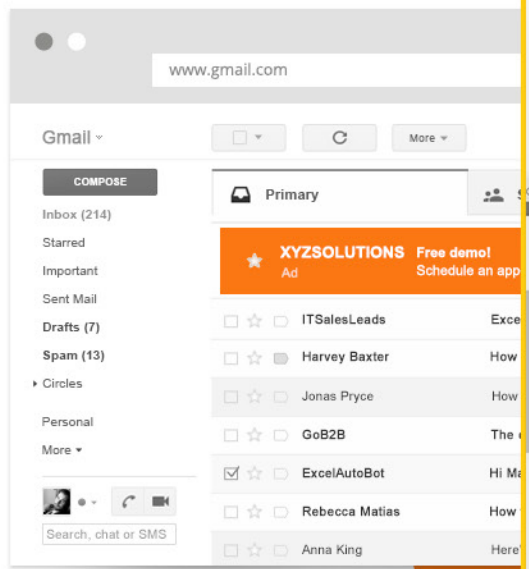 www.gmail.com
Gmail
More
COMPOSE
Inbox (214)
Starred
Important
Sent Mail
Drafts (7)
Spam (13)
Circles
Personal
More
Search, chat or SMS
Primary
XYZSOLUTIONS Free demo!
Ad Schedule an app
ITSalesLeads Exce
Harvey Baxter How
Jonas Pryce How
GoB2B The
ExcelAutoBot Hi Ma
Rebecca Matias How
Anna King Here'